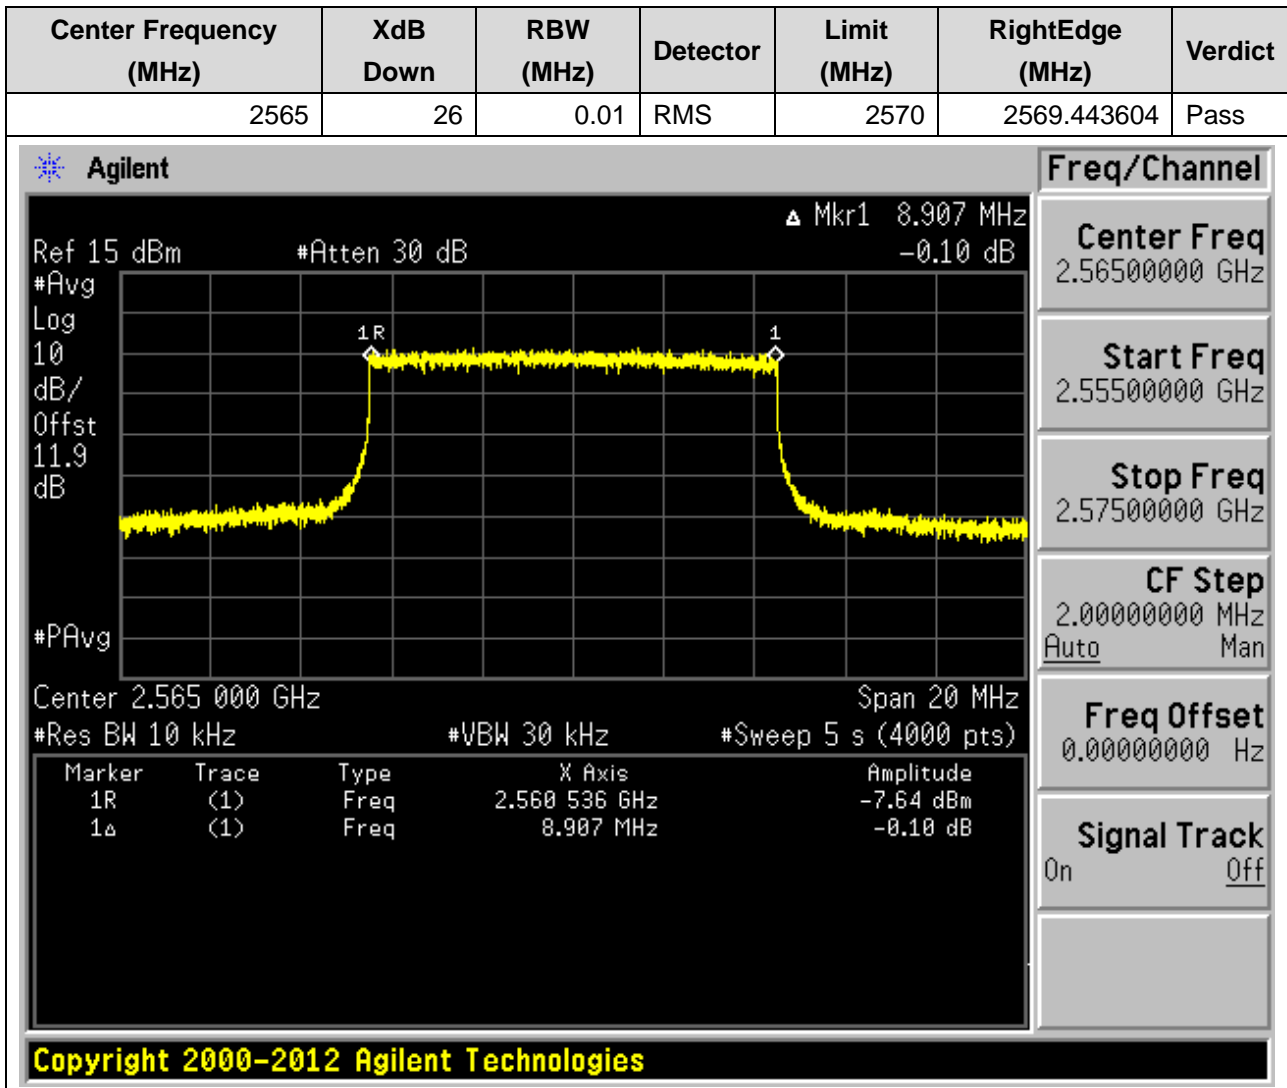 Center Frequency (MHz) XdB Down RBW (MHz) Detector Limit (MHz) RightEdge (MHz) Verdict
2565 26 0.01 RMS 2570 2569.443604 Pass
Agilent
Freq/Channel
Δ Mkr1 8.907 MHz
Ref 15 dBm #Atten 30 dB -0.10 dB
#Avg
Log
10
dB/
Offst
11.9
dB
1R 1
#PAvg
Center 2.565 000 GHz Span 20 MHz
#Res BW 10 kHz #VBW 30 kHz #Sweep 5 s (4000 pts)
Marker Trace Type X Axis Amplitude
1R (1) Freq 2.560 536 GHz -7.64 dBm
1Δ (1) Freq 8.907 MHz -0.10 dB
Center Freq
2.56500000 GHz
Start Freq
2.55500000 GHz
Stop Freq
2.57500000 GHz
CF Step
2.00000000 MHz
Auto Man
Freq Offset
0.00000000 Hz
Signal Track
On Off
Copyright 2000-2012 Agilent Technologies